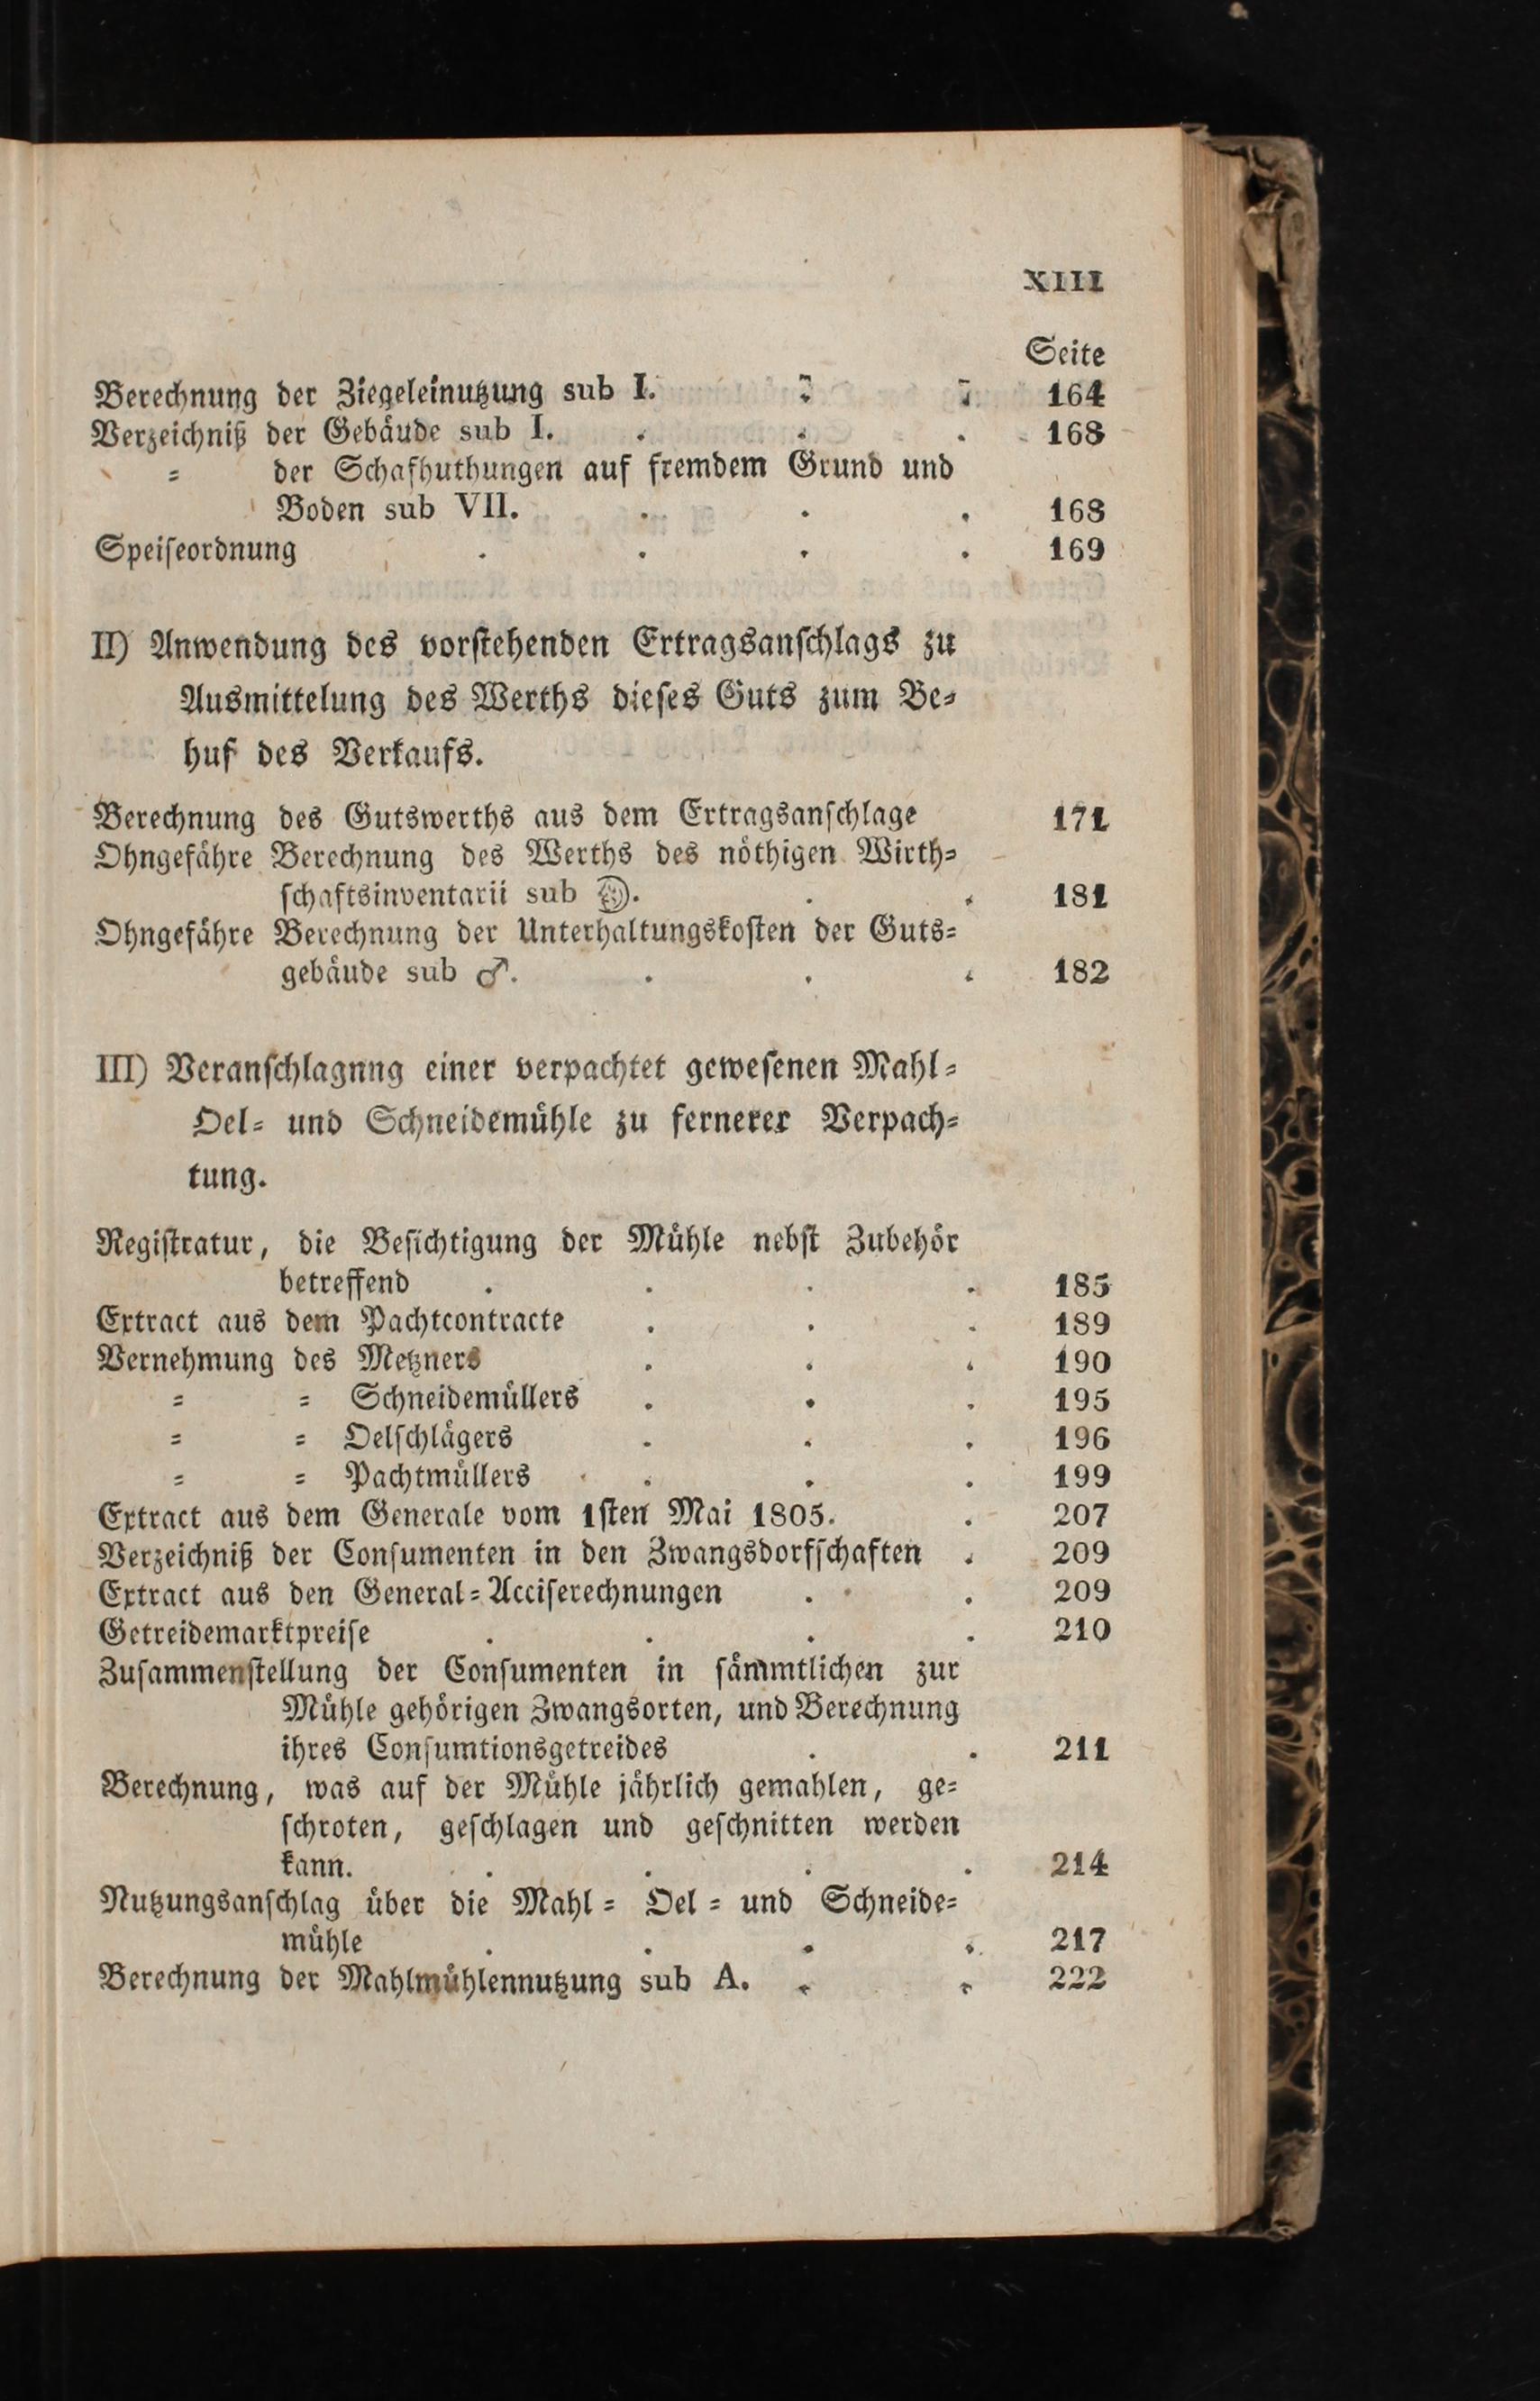 XIII
Seite
Berechnung der Ziegeleinutzung sub I. 164
Verzeichniß der Gebäude sub I. . . . 168
= der Schafhuthungen auf fremdem Grund und
Boden sub VII. . . . 168
Speiſeordnung . . . . 169
II) Anwendung des vorſtehenden Ertragsanſchlags zu
Ausmittelung des Werths dieſes Guts zum Be=
huf des Verkaufs.
Berechnung des Gutswerths aus dem Ertragsanſchlage 171
Ohngefähre Berechnung des Werths des nöthigen Wirth=
ſchaftsinventarii sub . . 181
Ohngefähre Berechnung der Unterhaltungskoſten der Guts=
gebäude sub ♂. . . . 182
III) Veranſchlagnng einer verpachtet geweſenen Mahl=
Oel= und Schneidemühle zu fernerer Verpach=
tung.
Regiſtratur, die Beſichtigung der Mühle nebſt Zubehör
betreffend . . . . 185
Extract aus dem Pachtcontracte . . . 189
Vernehmung des Metzners . . . 190
= = Schneidemüllers . . . 195
= = Oelſchlägers . . . 196
= = Pachtmüllers . . . 199
Extract aus dem Generale vom 1ſten Mai 1805. . 207
Verzeichniß der Conſumenten in den Zwangsdorfſchaften . 209
Extract aus den General=Acciſerechnungen . . 209
Getreidemarktpreiſe . . . . 210
Zuſammenſtellung der Conſumenten in ſämmtlichen zur
Mühle gehörigen Zwangsorten, und Berechnung
ihres Conſumtionsgetreides . . 211
Berechnung, was auf der Mühle jährlich gemahlen, ge=
ſchroten, geſchlagen und geſchnitten werden
kann. . . . . 214
Nutzungsanſchlag über die Mahl= Oel= und Schneide=
mühle . . . . 217
Berechnung der Mahlmühlennutzung sub A. . . 222